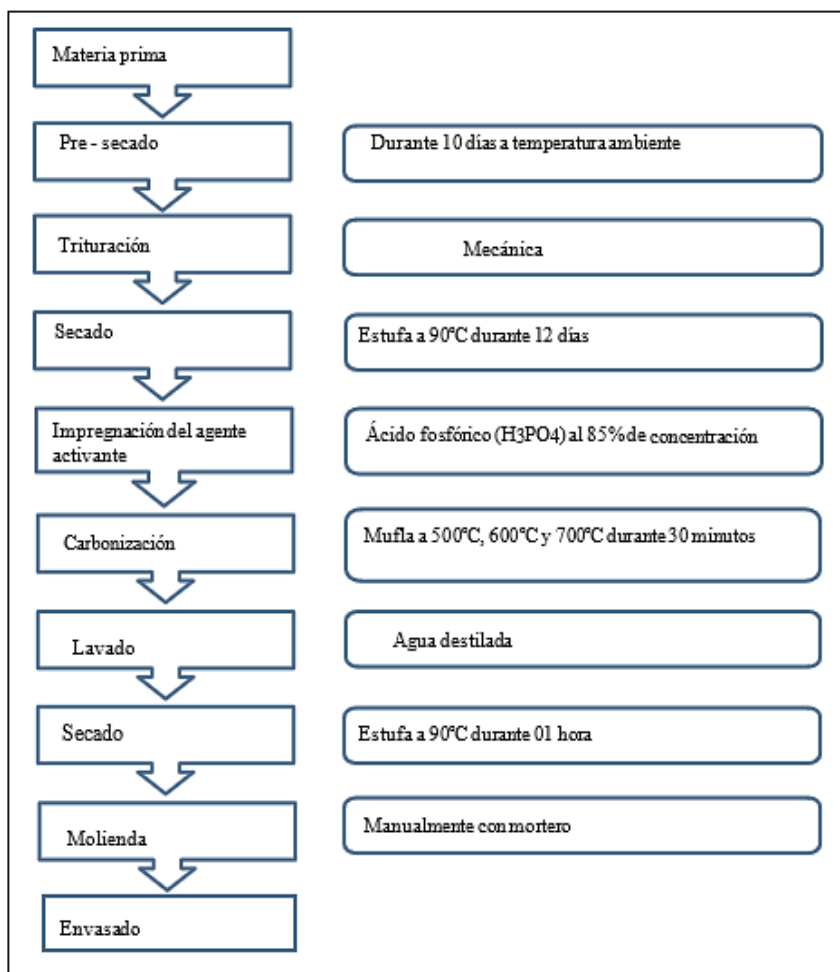 Materia prima
Pre - secado
Durante 10 días a temperatura ambiente
Trituración
Mecánica
Secado
Estufa a 90°C durante 12 días
Impregnación del agente
activante
Ácido fosfórico (H3PO4) al 85% de concentración
Carbonización
Mufla a 500°C, 600°C y 700°C durante 30 minutos
Lavado
Agua destilada
Secado
Estufa a 90°C durante 01 hora
Molienda
Manualmente con mortero
Envasado